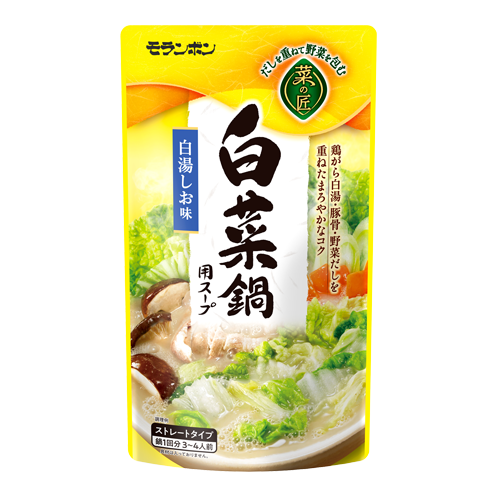 モランボン
だしを重ねて野菜を包む
菜の匠
白湯しお味
白菜鍋
用スープ
鶏がら白湯・豚骨・野菜だしを
重ねたまろやかなコク
ストレートタイプ
鍋1回分 3~4人前